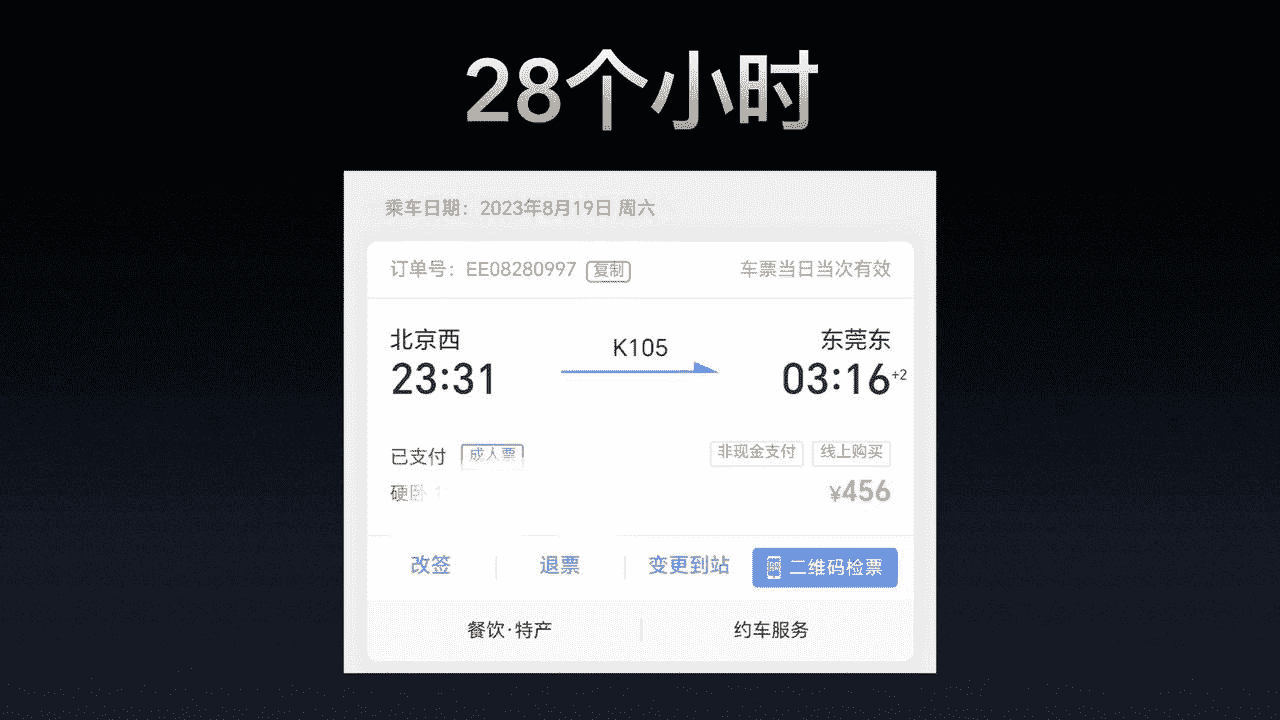 28个小时
乘车日期：2023年8月19日 周六
订单号：EE08280997 复制 车票当日当次有效
北京西 K105 东莞东
23:31 03:16+2
已支付 成人票 非现金支付 线上购买
硬卧 ¥456
改签 退票 变更到站 二维码检票
餐饮·特产 约车服务